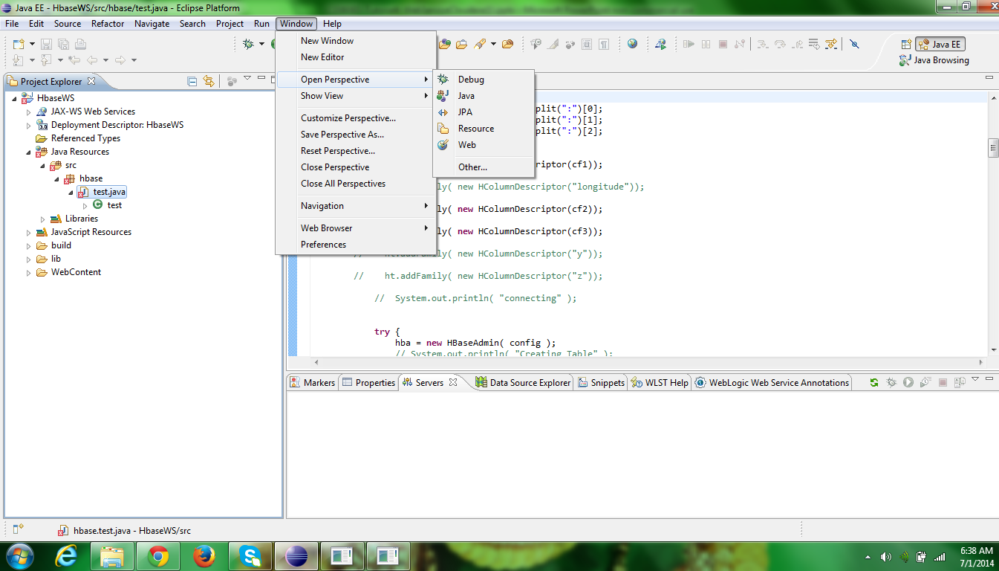 Java EE - HbaseWS/src/hbase/test.java - Eclipse Platform
File Edit Source Refactor Navigate Search Project Run Window Help
Java EE
Java Browsing
New Window
New Editor
Open Perspective
Show View
Customize Perspective...
Save Perspective As...
Reset Perspective...
Close Perspective
Close All Perspectives
Navigation
Web Browser
Preferences
Debug
Java
JPA
Resource
Web
Other...
Project Explorer
HbaseWS
JAX-WS Web Services
Deployment Descriptor: HbaseWS
Referenced Types
Java Resources
src
hbase
test.java
test
Libraries
JavaScript Resources
build
lib
WebContent
plit(":")[0];
plit(":")[1];
plit(":")[2];
riptor(cf1));
ly( new HColumnDescriptor("longitude"));
ly( new HColumnDescriptor(cf2));
ly( new HColumnDescriptor(cf3));
// ht.addFamily( new HColumnDescriptor("y"));
// ht.addFamily( new HColumnDescriptor("z"));
// System.out.println( "connecting" );
try {
hba = new HBaseAdmin( config );
// System.out.println( "Creating Table" );
Markers Properties Servers Data Source Explorer Snippets WLST Help WebLogic Web Service Annotations
hbase.test.java - HbaseWS/src
6:38 AM
7/1/2014